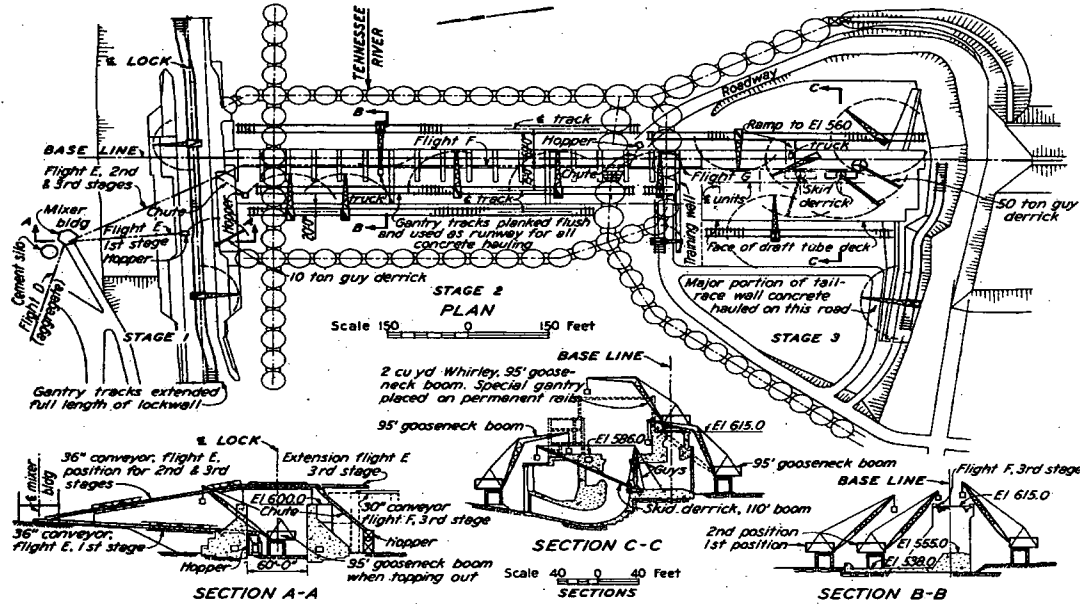 TENNESSEE
RIVER
℄ LOCK
Roadway
℄ track
Ramp to El 560
truck
Hopper
Flight F
Chute
BASE LINE
Flight E, 2nd
& 3rd stages
Flight G
& units
Skid
derrick
50 ton guy
derrick
A
Mixer
bldg
Chute
Flight E
1st stage
Hopper
hopper
truck
℄ track
Gantry tracks planked flush
and used as runway for all
concrete hauling
Training wall
Face of draft tube deck
B
B
C
C
Cement silo
Flight D
(aggregate)
10 ton guy derrick
STAGE 1
STAGE 2
STAGE 3
PLAN
Scale 150 0 150 Feet
Major portion of tail-
race wall concrete
hauled on this road
Gantry tracks extended
full length of lockwall
BASE LINE
2 cu yd Whirley, 95' goose-
neck boom. Special gantry
placed on permanent rails
95' gooseneck boom
El 586.0
El 615.0
Guys
95' gooseneck boom
Skid derrick, 110' boom
SECTION C-C
Scale 40 0 40 Feet
SECTIONS
℄ LOCK
36" conveyor, flight E,
position for 2nd & 3rd
stages
Extension flight E
3rd stage
℄ mixer
bldg
El 600.0
Chute
30" conveyor
flight F, 3rd stage
36" conveyor,
flight E, 1st stage
hopper
Hopper
60'-0"
95' gooseneck boom
when topping out
SECTION A-A
Flight F, 3rd stage
BASE LINE
El 615.0
2nd position
1st position
El 555.0
El 538.0
SECTION B-B